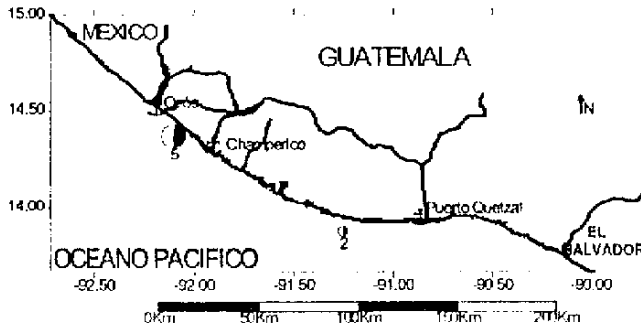 15.00
MEXICO
GUATEMALA
14.50
Ocós
N
5
Champerico
14.00
Puerto Quetzal
2
EL
SALVADOR
OCEANO PACIFICO
-92.50 -92.00 -91.50 -91.00 -90.50 -90.00
0Km 50Km 100Km 150Km 200Km